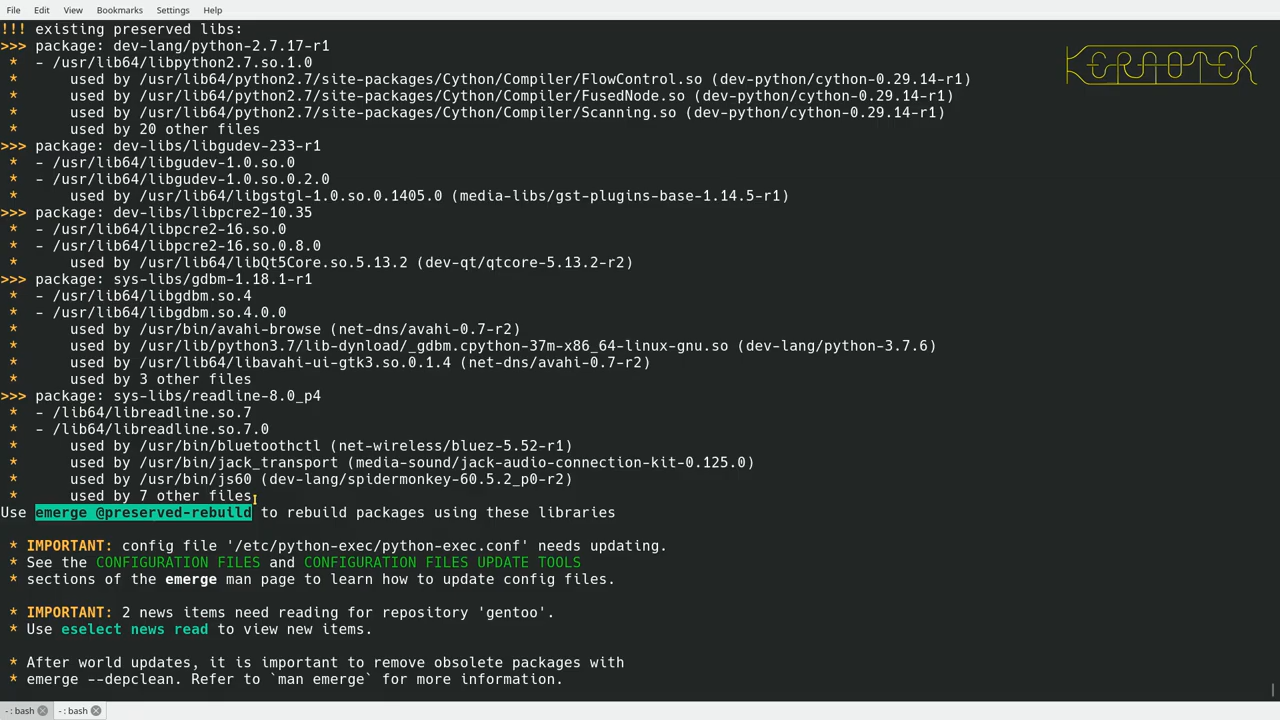 File Edit View Bookmarks Settings Help
!!! existing preserved libs:
>>> package: dev-lang/python-2.7.17-r1
 *  - /usr/lib64/libpython2.7.so.1.0
 *      used by /usr/lib64/python2.7/site-packages/Cython/Compiler/FlowControl.so (dev-python/cython-0.29.14-r1)
 *      used by /usr/lib64/python2.7/site-packages/Cython/Compiler/FusedNode.so (dev-python/cython-0.29.14-r1)
 *      used by /usr/lib64/python2.7/site-packages/Cython/Compiler/Scanning.so (dev-python/cython-0.29.14-r1)
 *      used by 20 other files
>>> package: dev-libs/libgudev-233-r1
 *  - /usr/lib64/libgudev-1.0.so.0
 *  - /usr/lib64/libgudev-1.0.so.0.2.0
 *      used by /usr/lib64/libgstgl-1.0.so.0.1405.0 (media-libs/gst-plugins-base-1.14.5-r1)
>>> package: dev-libs/libpcre2-10.35
 *  - /usr/lib64/libpcre2-16.so.0
 *  - /usr/lib64/libpcre2-16.so.0.8.0
 *      used by /usr/lib64/libQt5Core.so.5.13.2 (dev-qt/qtcore-5.13.2-r2)
>>> package: sys-libs/gdbm-1.18.1-r1
 *  - /usr/lib64/libgdbm.so.4
 *  - /usr/lib64/libgdbm.so.4.0.0
 *      used by /usr/bin/avahi-browse (net-dns/avahi-0.7-r2)
 *      used by /usr/lib/python3.7/lib-dynload/_gdbm.cpython-37m-x86_64-linux-gnu.so (dev-lang/python-3.7.6)
 *      used by /usr/lib64/libavahi-ui-gtk3.so.0.1.4 (net-dns/avahi-0.7-r2)
 *      used by 3 other files
>>> package: sys-libs/readline-8.0_p4
 *  - /lib64/libreadline.so.7
 *  - /lib64/libreadline.so.7.0
 *      used by /usr/bin/bluetoothctl (net-wireless/bluez-5.52-r1)
 *      used by /usr/bin/jack_transport (media-sound/jack-audio-connection-kit-0.125.0)
 *      used by /usr/bin/js60 (dev-lang/spidermonkey-60.5.2_p0-r2)
 *      used by 7 other files
Use emerge @preserved-rebuild to rebuild packages using these libraries
 * IMPORTANT: config file '/etc/python-exec/python-exec.conf' needs updating.
 * See the CONFIGURATION FILES and CONFIGURATION FILES UPDATE TOOLS
 * sections of the emerge man page to learn how to update config files.
 * IMPORTANT: 2 news items need reading for repository 'gentoo'.
 * Use eselect news read to view new items.
 * After world updates, it is important to remove obsolete packages with
 * emerge --depclean. Refer to `man emerge` for more information.
- : bash - : bash